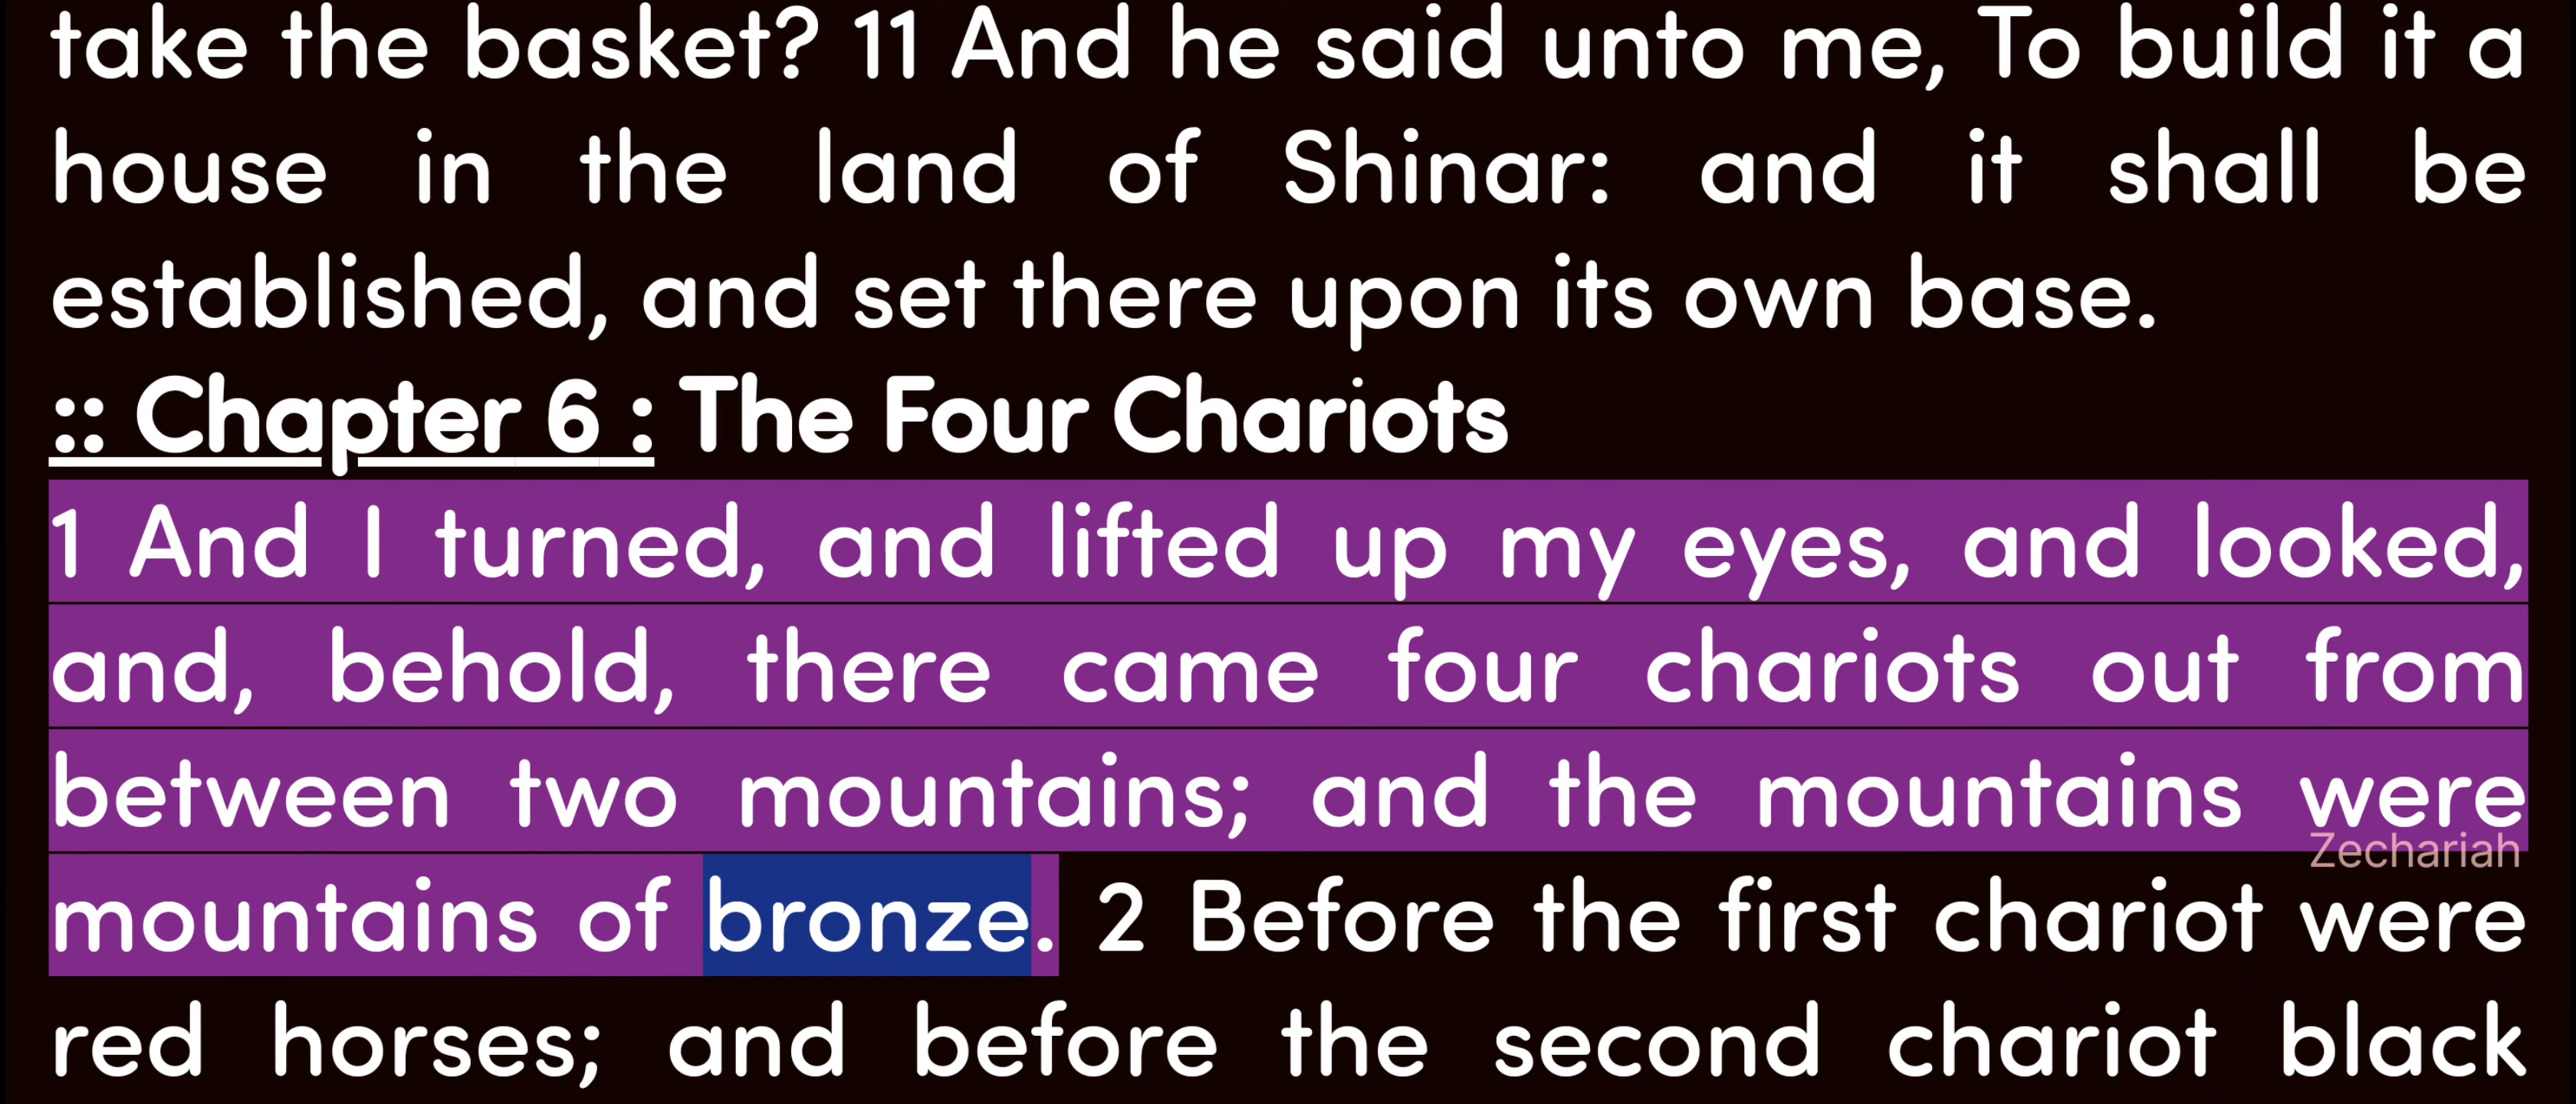 take the basket? 11 And he said unto me, To build it a
house in the land of Shinar: and it shall be
established, and set there upon its own base.
:: Chapter 6 : The Four Chariots
1 And I turned, and lifted up my eyes, and looked,
and, behold, there came four chariots out from
between two mountains; and the mountains were
Zechariah
mountains of bronze. 2 Before the first chariot were
red horses; and before the second chariot black